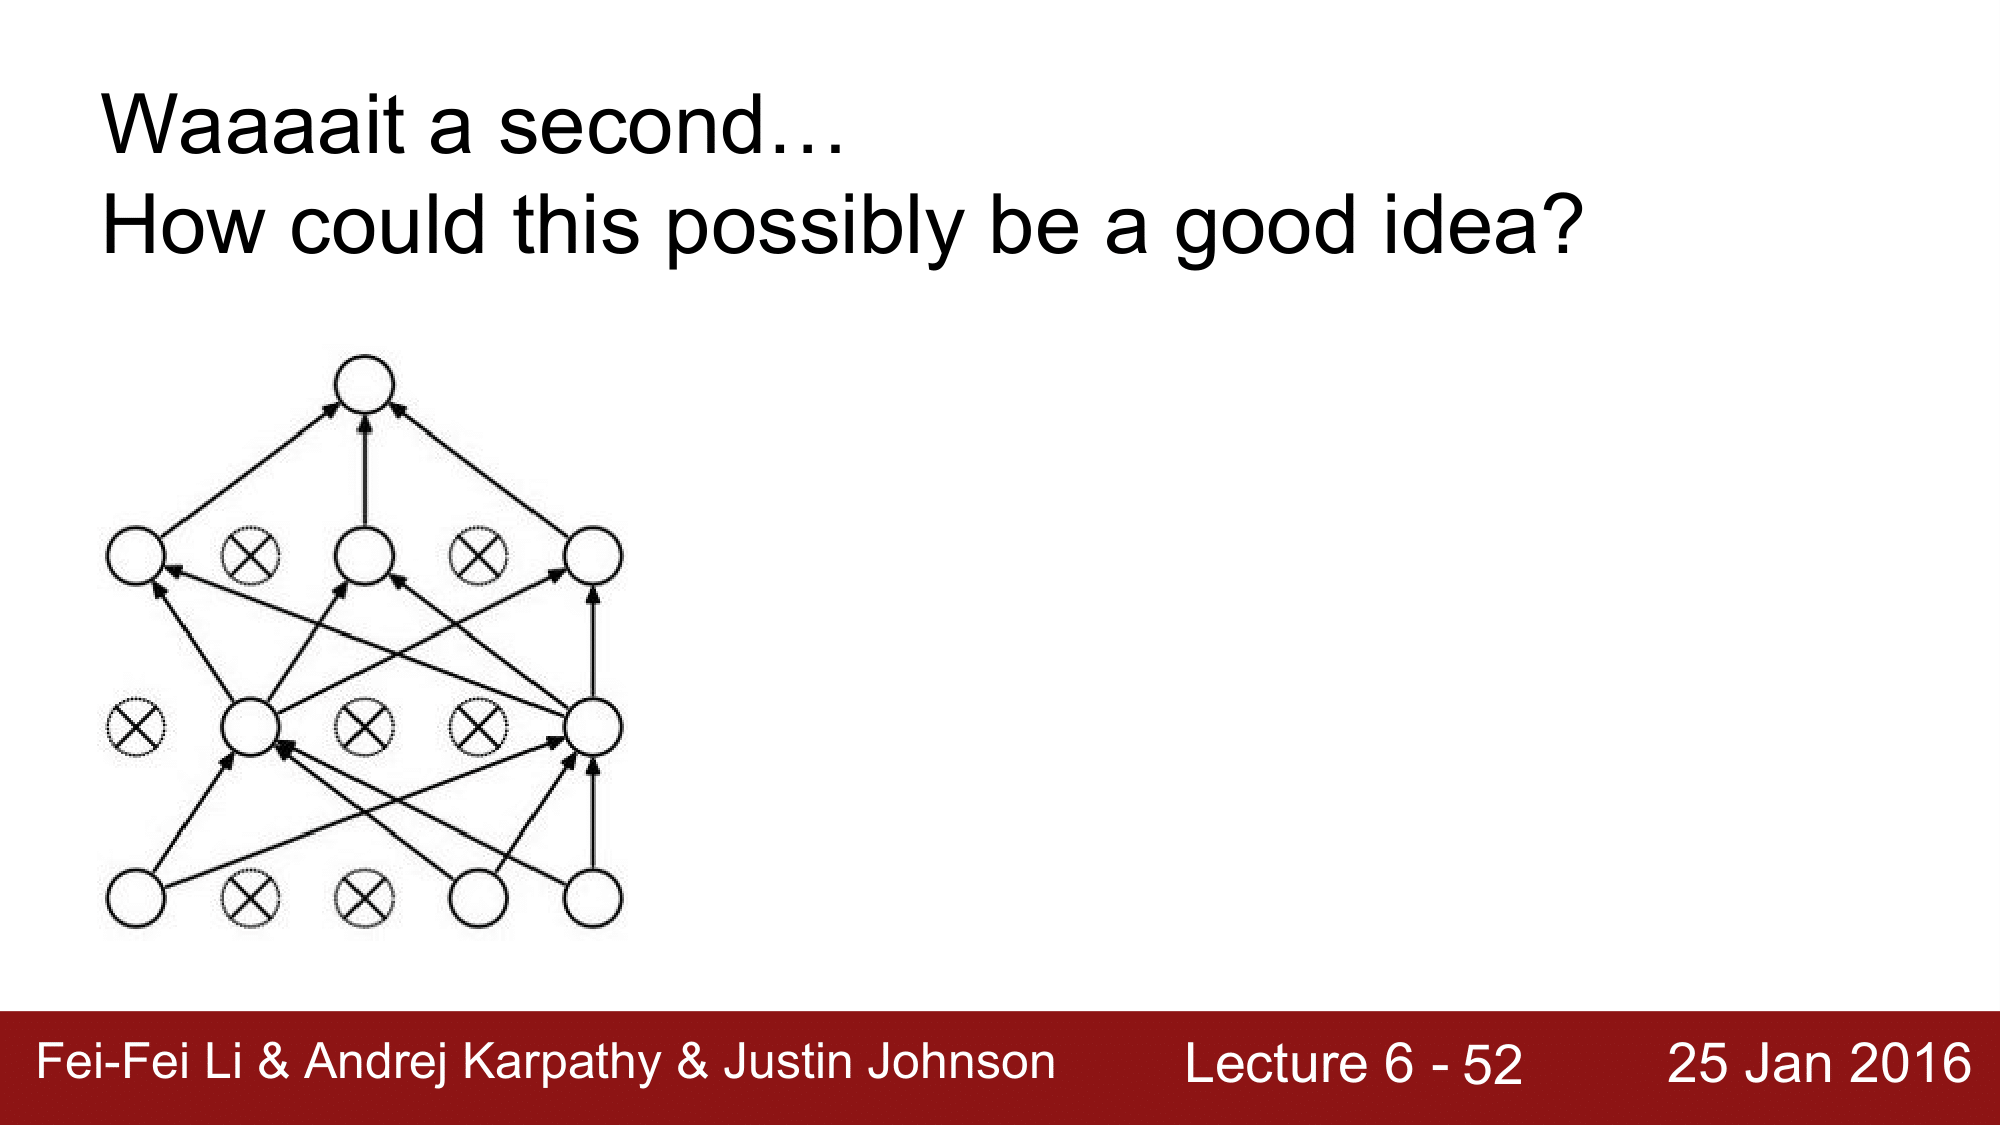 Waaaait a second…
How could this possibly be a good idea?
Fei-Fei Li & Andrej Karpathy & Justin Johnson
Lecture 6 - 52
25 Jan 2016